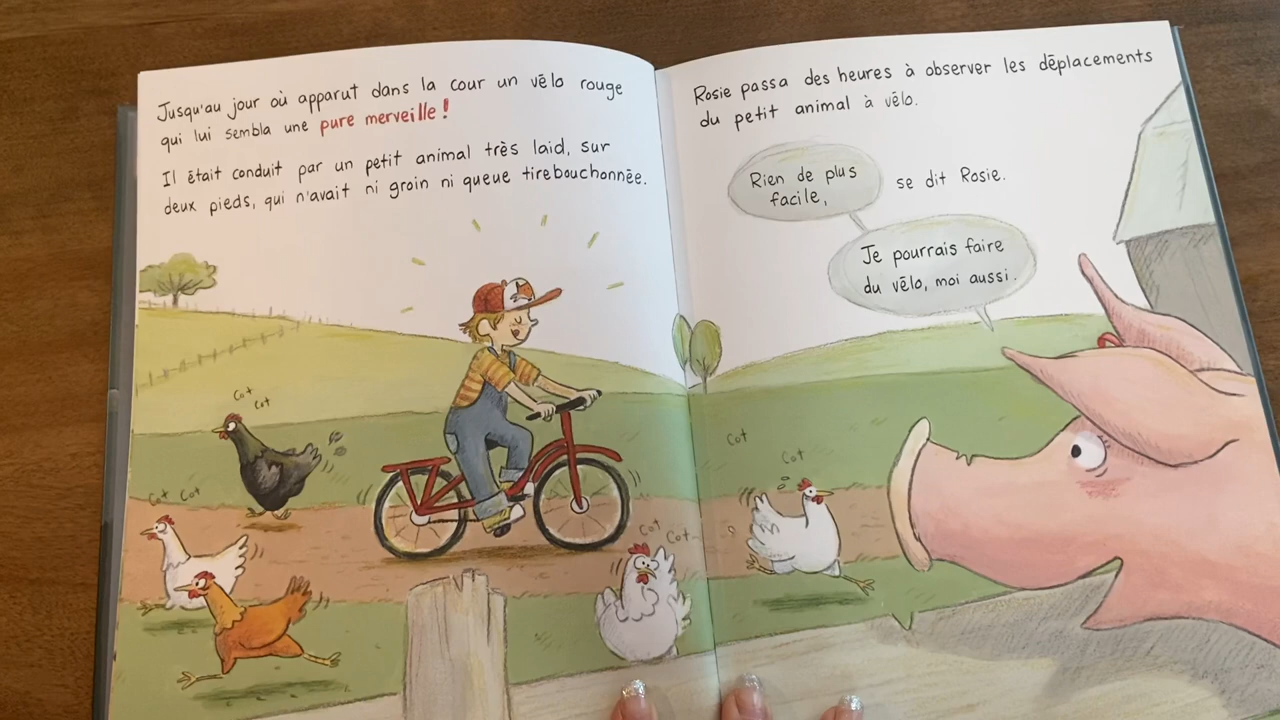 Jusqu'au jour où apparut dans la cour un vélo rouge
qui lui sembla une pure merveille !
Il était conduit par un petit animal très laid, sur
deux pieds, qui n'avait ni groin ni queue tirebouchonnée.
Cot
Cot
Cot Cot
Cot
Cot
Rosie passa des heures à observer les déplacements
du petit animal à vélo.
Rien de plus
facile,
se dit Rosie.
Je pourrais faire
du vélo, moi aussi.
Cot
Cot